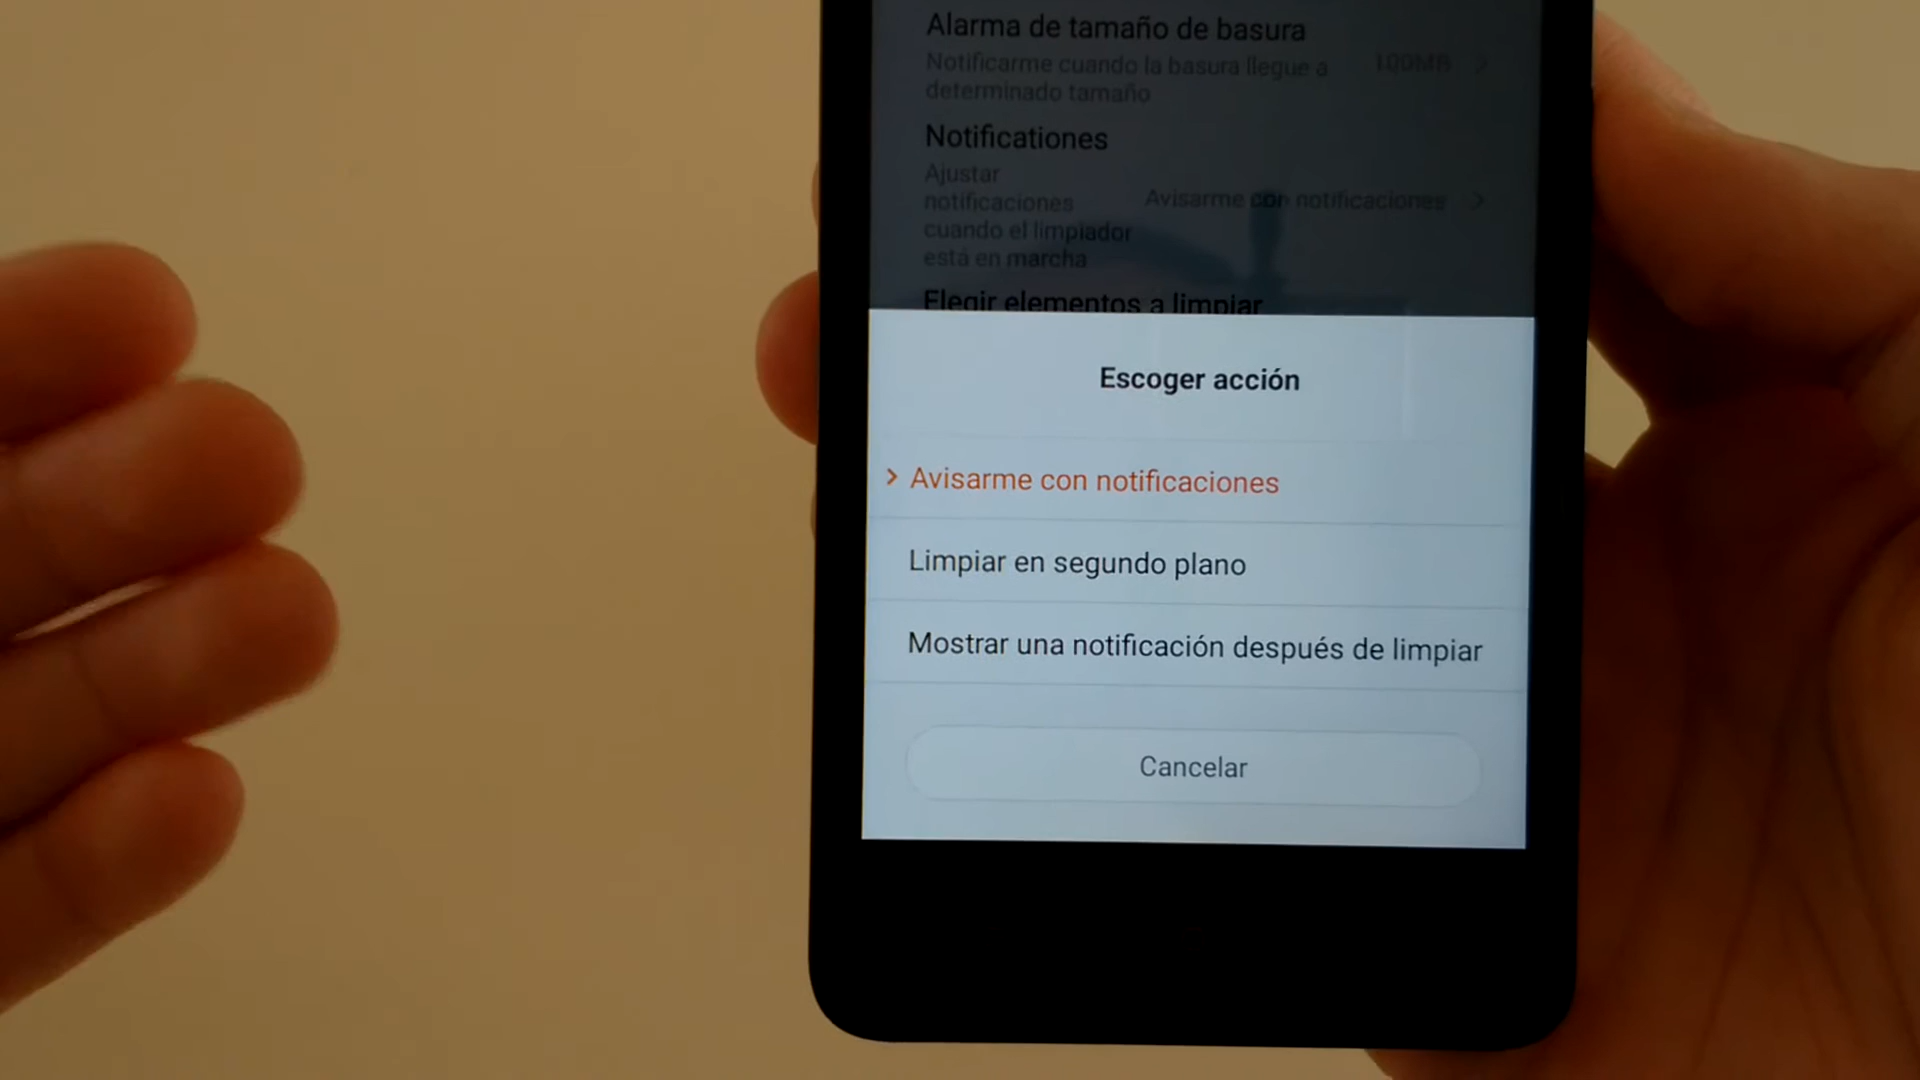 Alarma de tamaño de basura
Notificarme cuando la basura llegue a
determinado tamaño
100MB
Notificationes
Ajustar
notificaciones
cuando el limpiador
está en marcha
Avisarme con notificaciones
Elegir elementos a limpiar
Escoger acción
Avisarme con notificaciones
Limpiar en segundo plano
Mostrar una notificación después de limpiar
Cancelar